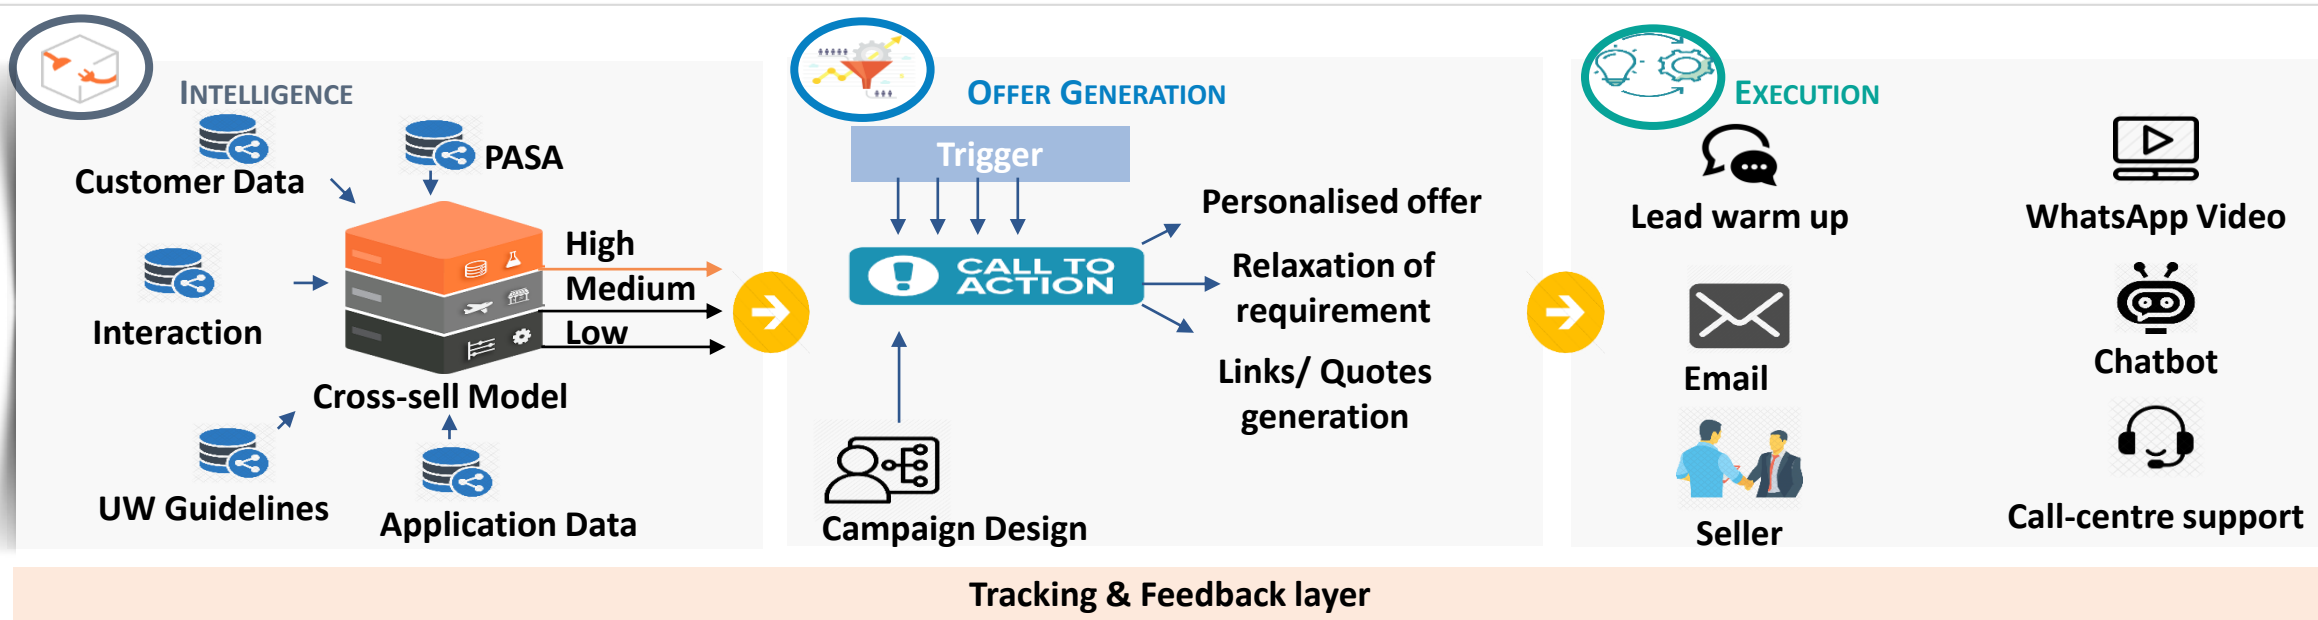 INTELLIGENCE
Customer Data
PASA
Interaction
High
Medium
Low
Cross-sell Model
UW Guidelines
Application Data
OFFER GENERATION
Trigger
CALL TO
ACTION
Personalised offer
Relaxation of
requirement
Links/ Quotes
generation
Campaign Design
EXECUTION
Lead warm up
WhatsApp Video
Email
Chatbot
Seller
Call-centre support
Tracking & Feedback layer